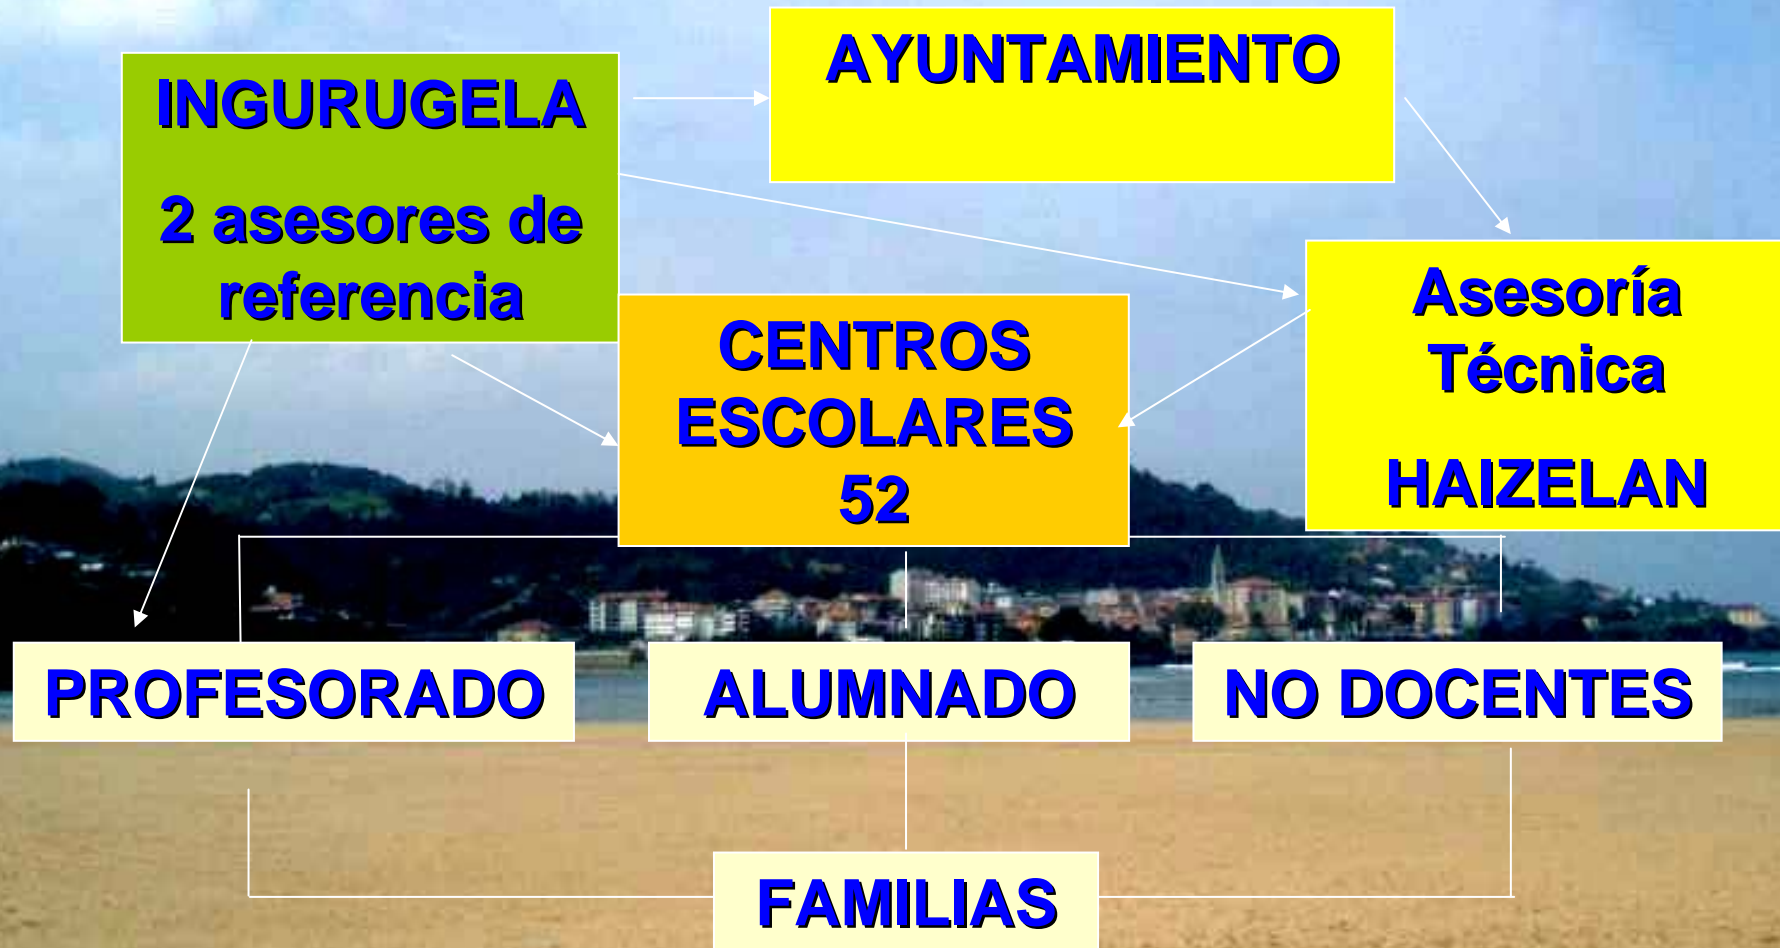 AYUNTAMIENTO
INGURUGELA
2 asesores de
referencia
Asesoría
Técnica
HAIZELAN
CENTROS
ESCOLARES
52
PROFESORADO
ALUMNADO
NO DOCENTES
FAMILIAS